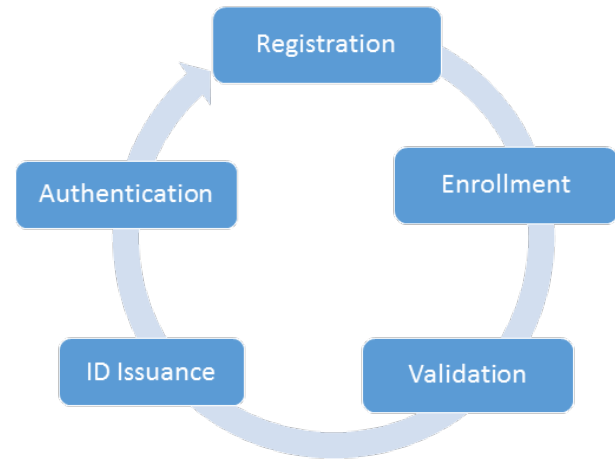 Registration
Enrollment
Validation
ID Issuance
Authentication